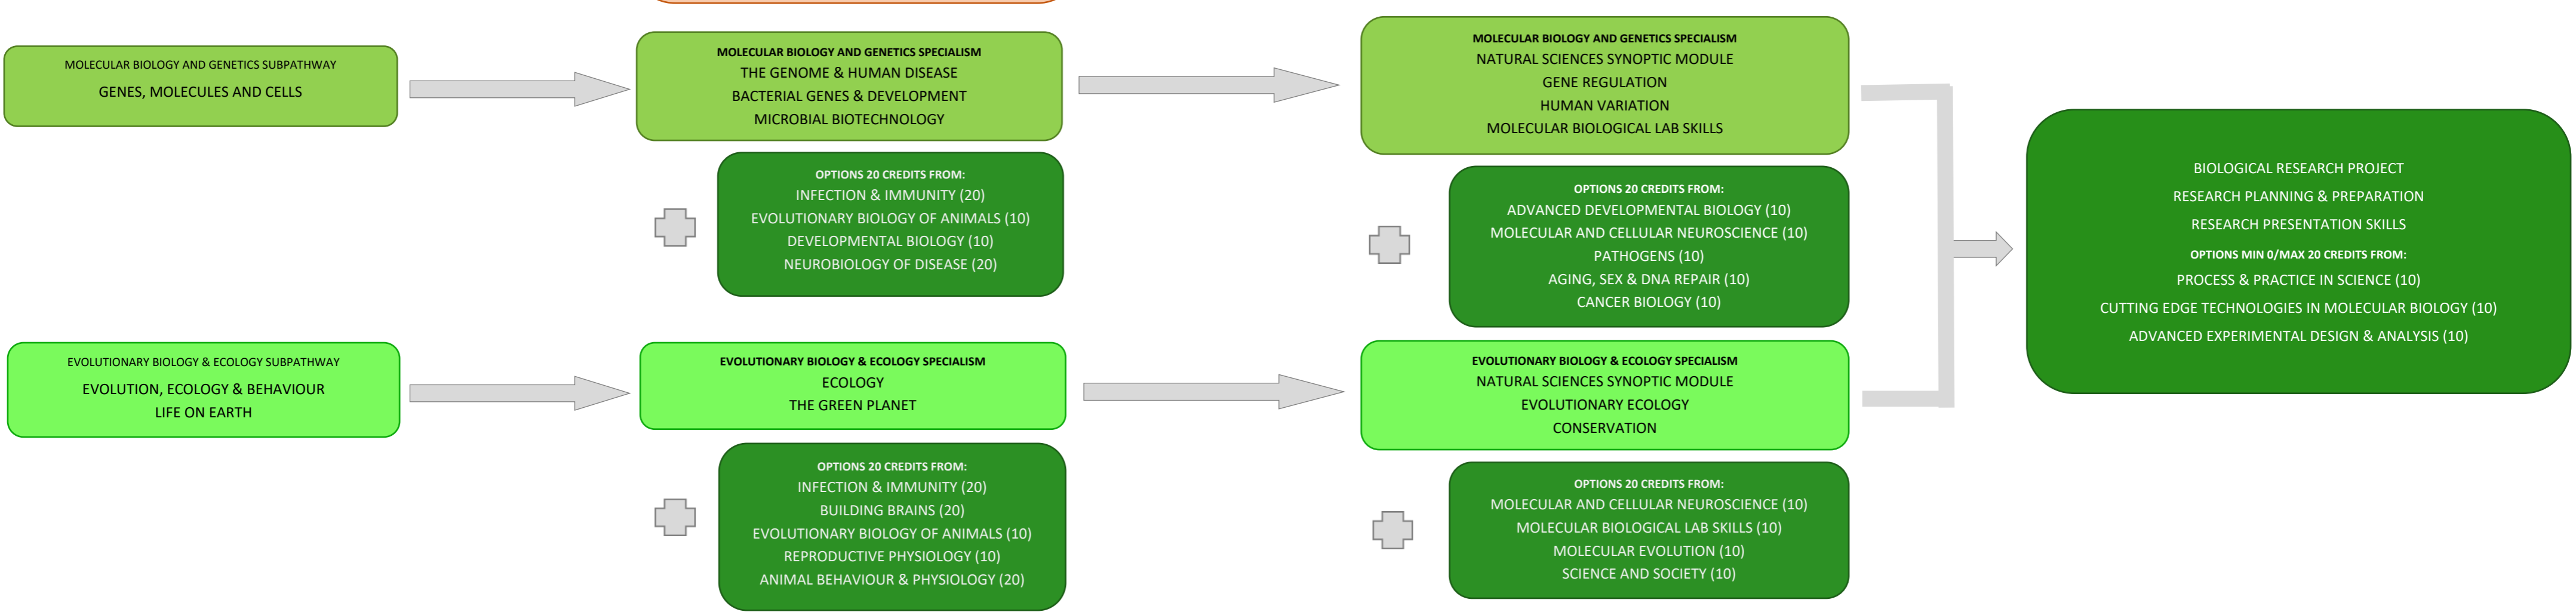 MOLECULAR BIOLOGY AND GENETICS SUBPATHWAY
GENES, MOLECULES AND CELLS
MOLECULAR BIOLOGY AND GENETICS SPECIALISM
THE GENOME & HUMAN DISEASE
BACTERIAL GENES & DEVELOPMENT
MICROBIAL BIOTECHNOLOGY
OPTIONS 20 CREDITS FROM:
INFECTION & IMMUNITY (20)
EVOLUTIONARY BIOLOGY OF ANIMALS (10)
DEVELOPMENTAL BIOLOGY (10)
NEUROBIOLOGY OF DISEASE (20)
MOLECULAR BIOLOGY AND GENETICS SPECIALISM
NATURAL SCIENCES SYNOPTIC MODULE
GENE REGULATION
HUMAN VARIATION
MOLECULAR BIOLOGICAL LAB SKILLS
OPTIONS 20 CREDITS FROM:
ADVANCED DEVELOPMENTAL BIOLOGY (10)
MOLECULAR AND CELLULAR NEUROSCIENCE (10)
PATHOGENS (10)
AGING, SEX & DNA REPAIR (10)
CANCER BIOLOGY (10)
EVOLUTIONARY BIOLOGY & ECOLOGY SUBPATHWAY
EVOLUTION, ECOLOGY & BEHAVIOUR
LIFE ON EARTH
EVOLUTIONARY BIOLOGY & ECOLOGY SPECIALISM
ECOLOGY
THE GREEN PLANET
OPTIONS 20 CREDITS FROM:
INFECTION & IMMUNITY (20)
BUILDING BRAINS (20)
EVOLUTIONARY BIOLOGY OF ANIMALS (10)
REPRODUCTIVE PHYSIOLOGY (10)
ANIMAL BEHAVIOUR & PHYSIOLOGY (20)
EVOLUTIONARY BIOLOGY & ECOLOGY SPECIALISM
NATURAL SCIENCES SYNOPTIC MODULE
EVOLUTIONARY ECOLOGY
CONSERVATION
OPTIONS 20 CREDITS FROM:
MOLECULAR AND CELLULAR NEUROSCIENCE (10)
MOLECULAR BIOLOGICAL LAB SKILLS (10)
MOLECULAR EVOLUTION (10)
SCIENCE AND SOCIETY (10)
BIOLOGICAL RESEARCH PROJECT
RESEARCH PLANNING & PREPARATION
RESEARCH PRESENTATION SKILLS
OPTIONS MIN 0/MAX 20 CREDITS FROM:
PROCESS & PRACTICE IN SCIENCE (10)
CUTTING EDGE TECHNOLOGIES IN MOLECULAR BIOLOGY (10)
ADVANCED EXPERIMENTAL DESIGN & ANALYSIS (10)